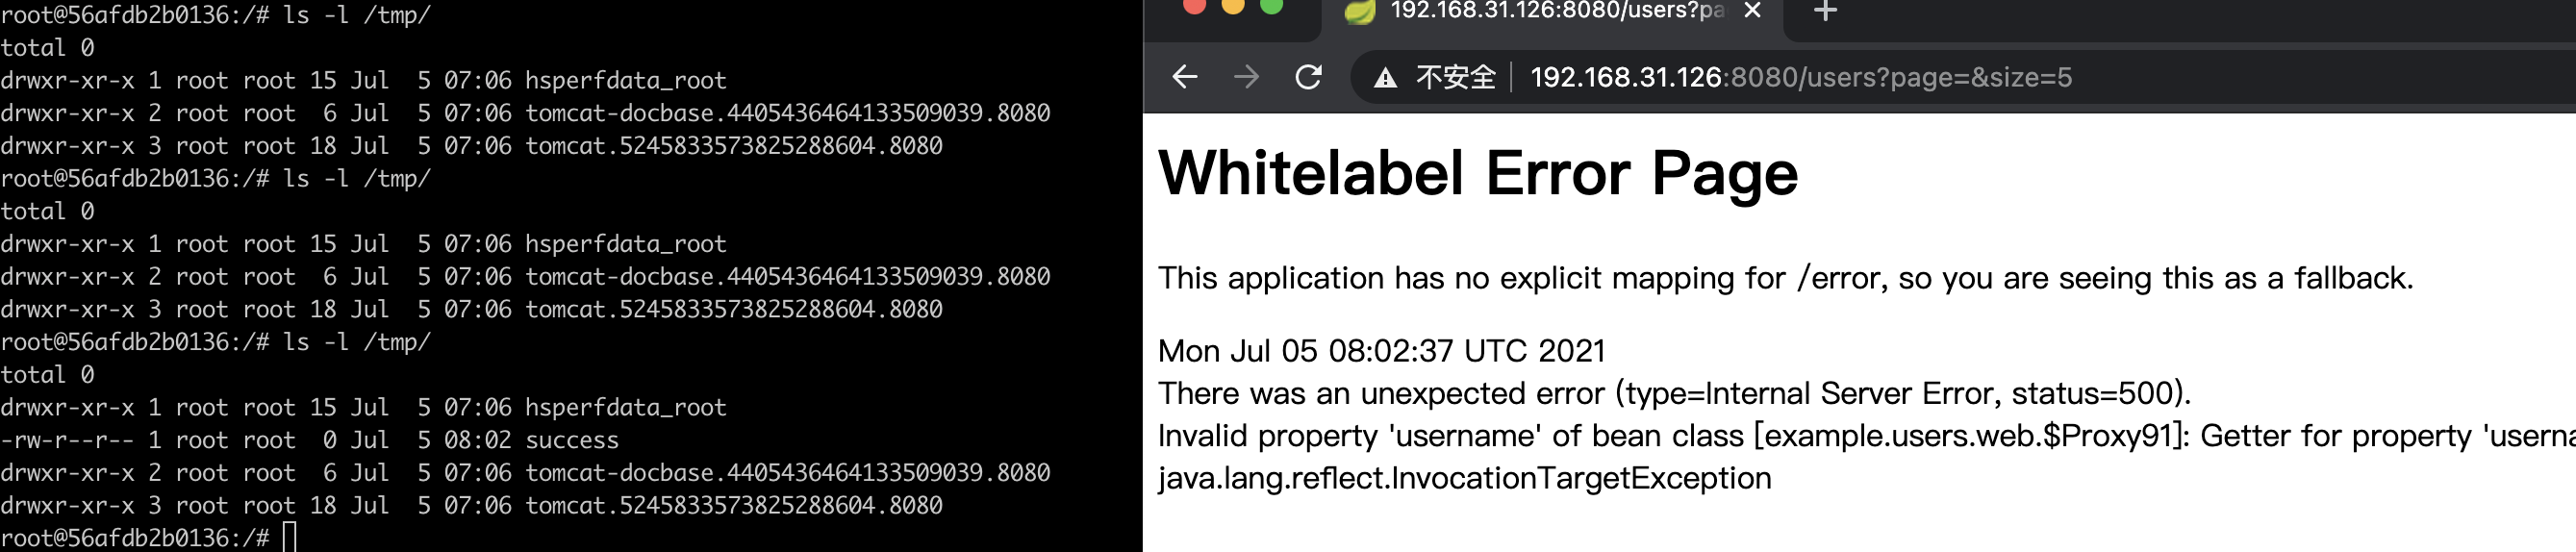 root@56afdb2b0136:/# ls -l /tmp/
total 0
drwxr-xr-x 1 root root 15 Jul  5 07:06 hsperfdata_root
drwxr-xr-x 2 root root  6 Jul  5 07:06 tomcat-docbase.4405436464133509039.8080
drwxr-xr-x 3 root root 18 Jul  5 07:06 tomcat.5245833573825288604.8080
root@56afdb2b0136:/# ls -l /tmp/
total 0
drwxr-xr-x 1 root root 15 Jul  5 07:06 hsperfdata_root
drwxr-xr-x 2 root root  6 Jul  5 07:06 tomcat-docbase.4405436464133509039.8080
drwxr-xr-x 3 root root 18 Jul  5 07:06 tomcat.5245833573825288604.8080
root@56afdb2b0136:/# ls -l /tmp/
total 0
drwxr-xr-x 1 root root 15 Jul  5 07:06 hsperfdata_root
-rw-r--r-- 1 root root  0 Jul  5 08:02 success
drwxr-xr-x 2 root root  6 Jul  5 07:06 tomcat-docbase.4405436464133509039.8080
drwxr-xr-x 3 root root 18 Jul  5 07:06 tomcat.5245833573825288604.8080
root@56afdb2b0136:/#
192.168.31.126:8080/users?pa
不安全 192.168.31.126:8080/users?page=&size=5
Whitelabel Error Page
This application has no explicit mapping for /error, so you are seeing this as a fallback.
Mon Jul 05 08:02:37 UTC 2021
There was an unexpected error (type=Internal Server Error, status=500).
Invalid property 'username' of bean class [example.users.web.$Proxy91]: Getter for property 'userna
java.lang.reflect.InvocationTargetException